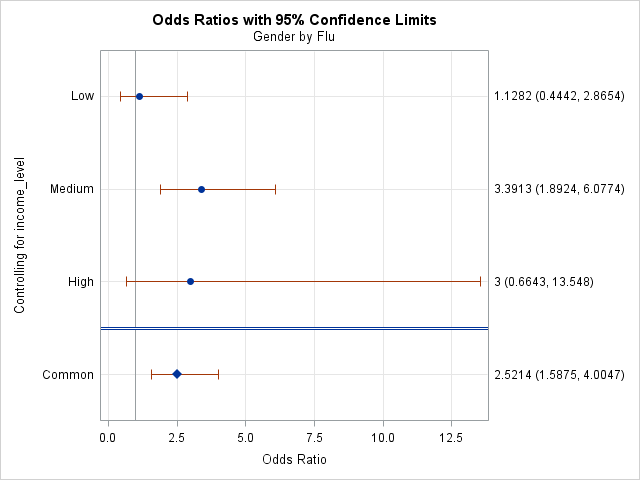 Odds Ratios with 95% Confidence Limits
Gender by Flu
Controlling for income_level
Low 1.1282 (0.4442, 2.8654)
Medium 3.3913 (1.8924, 6.0774)
High 3 (0.6643, 13.548)
Common 2.5214 (1.5875, 4.0047)
0.0 2.5 5.0 7.5 10.0 12.5
Odds Ratio